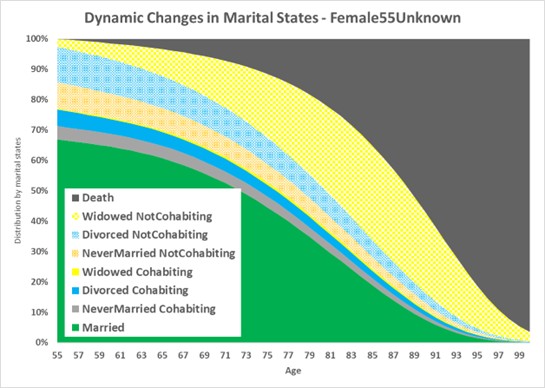 Dynamic Changes in Marital States - Female55Unknown
100%
90%
80%
70%
60%
50%
40%
30%
20%
10%
0%
Distribution by marital states
Death
Widowed NotCohabiting
Divorced NotCohabiting
NeverMarried NotCohabiting
Widowed Cohabiting
Divorced Cohabiting
NeverMarried Cohabiting
Married
55 57 59 61 63 65 67 69 71 73 75 77 79 81 83 85 87 89 91 93 95 97 99
Age